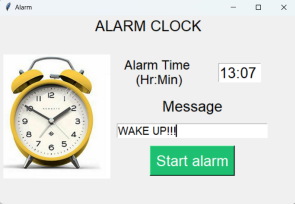 Alarm
ALARM CLOCK
Alarm Time
(Hr:Min)
13:07
Message
WAKE UP!!!
Start alarm